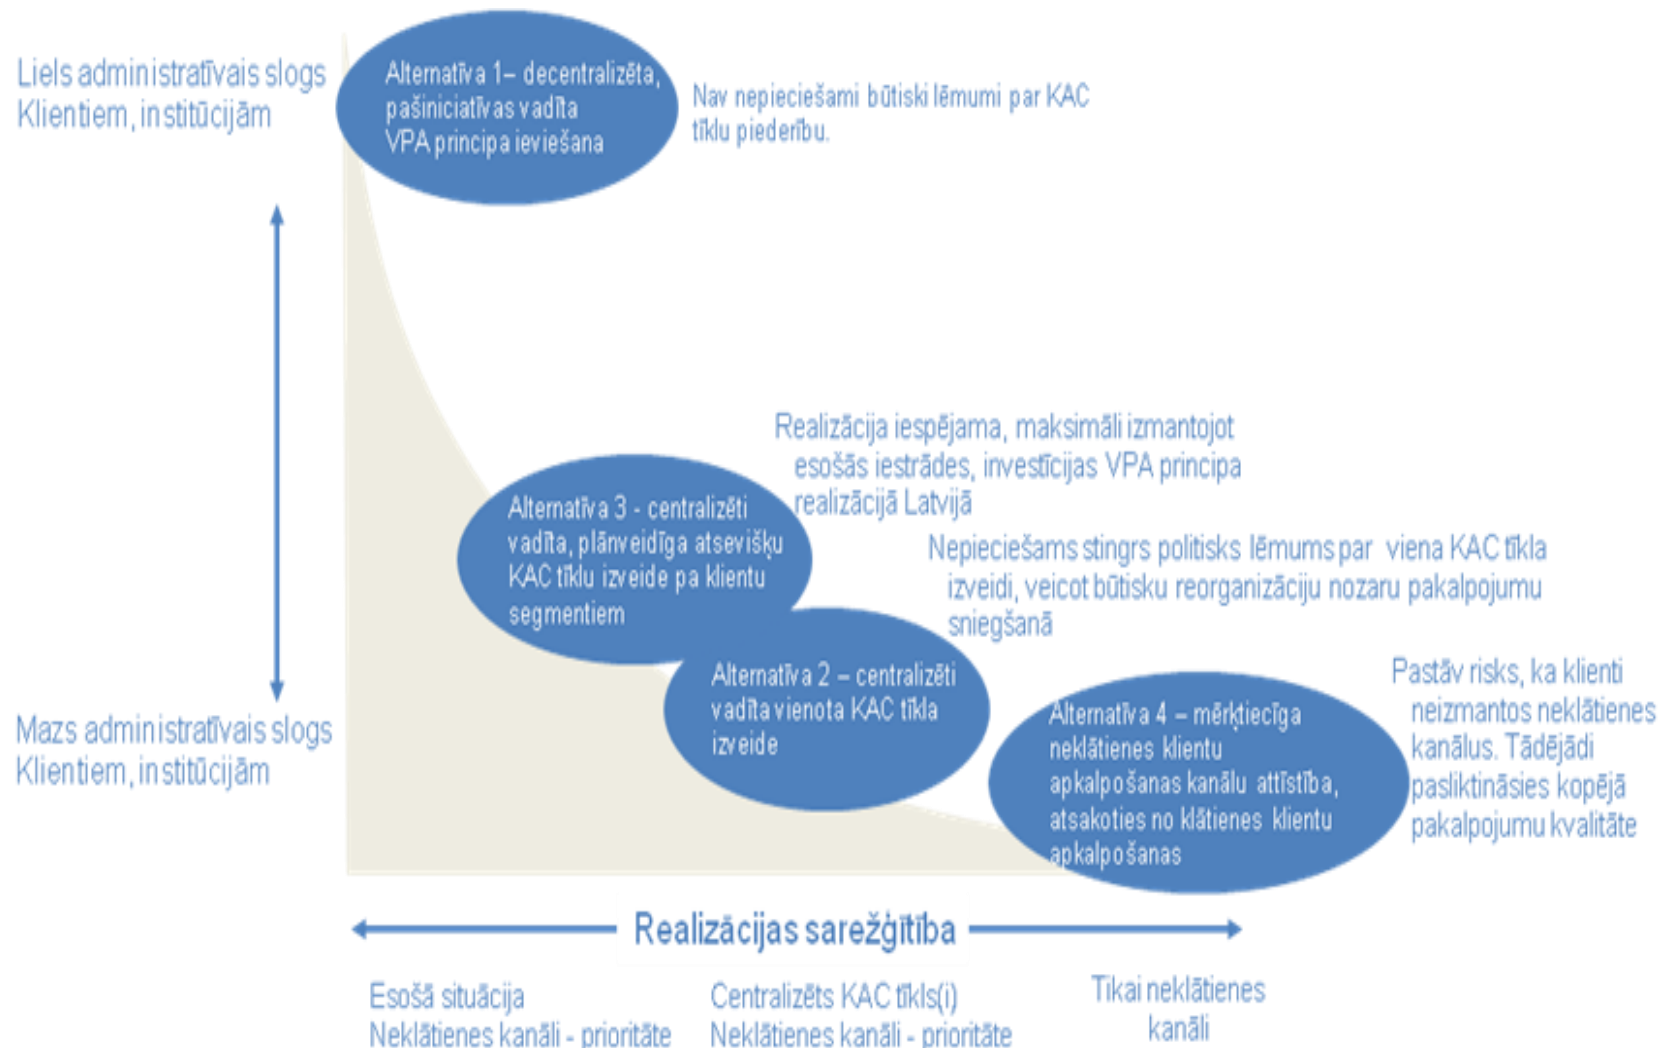 Liels administratīvais slogs
Klientiem, institūcijām
Alternatīva 1– decentralizēta,
pašiniciatīvas vadīta
VPA principa ieviešana
Nav nepieciešami būtiski lēmumi par KAC
tīklu piederību.
Realizācija iespējama, maksimāli izmantojot
esošās iestrādes, investīcijas VPA principa
realizācijā Latvijā
Alternatīva 3 - centralizēti
vadīta, plānveidīga atsevišķu
KAC tīklu izveide pa klientu
segmentiem
Nepieciešams stingrs politisks lēmums par viena KAC tīkla
izveidi, veicot būtisku reorganizāciju nozaru pakalpojumu
sniegšanā
Alternatīva 2 – centralizēti
vadīta vienota KAC tīkla
izveide
Alternatīva 4 – mērķtiecīga
neklātienes klientu
apkalpošanas kanālu attīstība,
atsakoties no klātienes klientu
apkalpošanas
Pastāv risks, ka klienti
neizmantos neklātienes
kanālus. Tādējādi
pasliktināsies kopējā
pakalpojumu kvalitāte
Mazs administratīvais slogs
Klientiem, institūcijām
Realizācijas sarežģītība
Esošā situācija
Neklātienes kanāli - prioritāte
Centralizēts KAC tīkls(i)
Neklātienes kanāli - prioritāte
Tikai neklātienes
kanāli